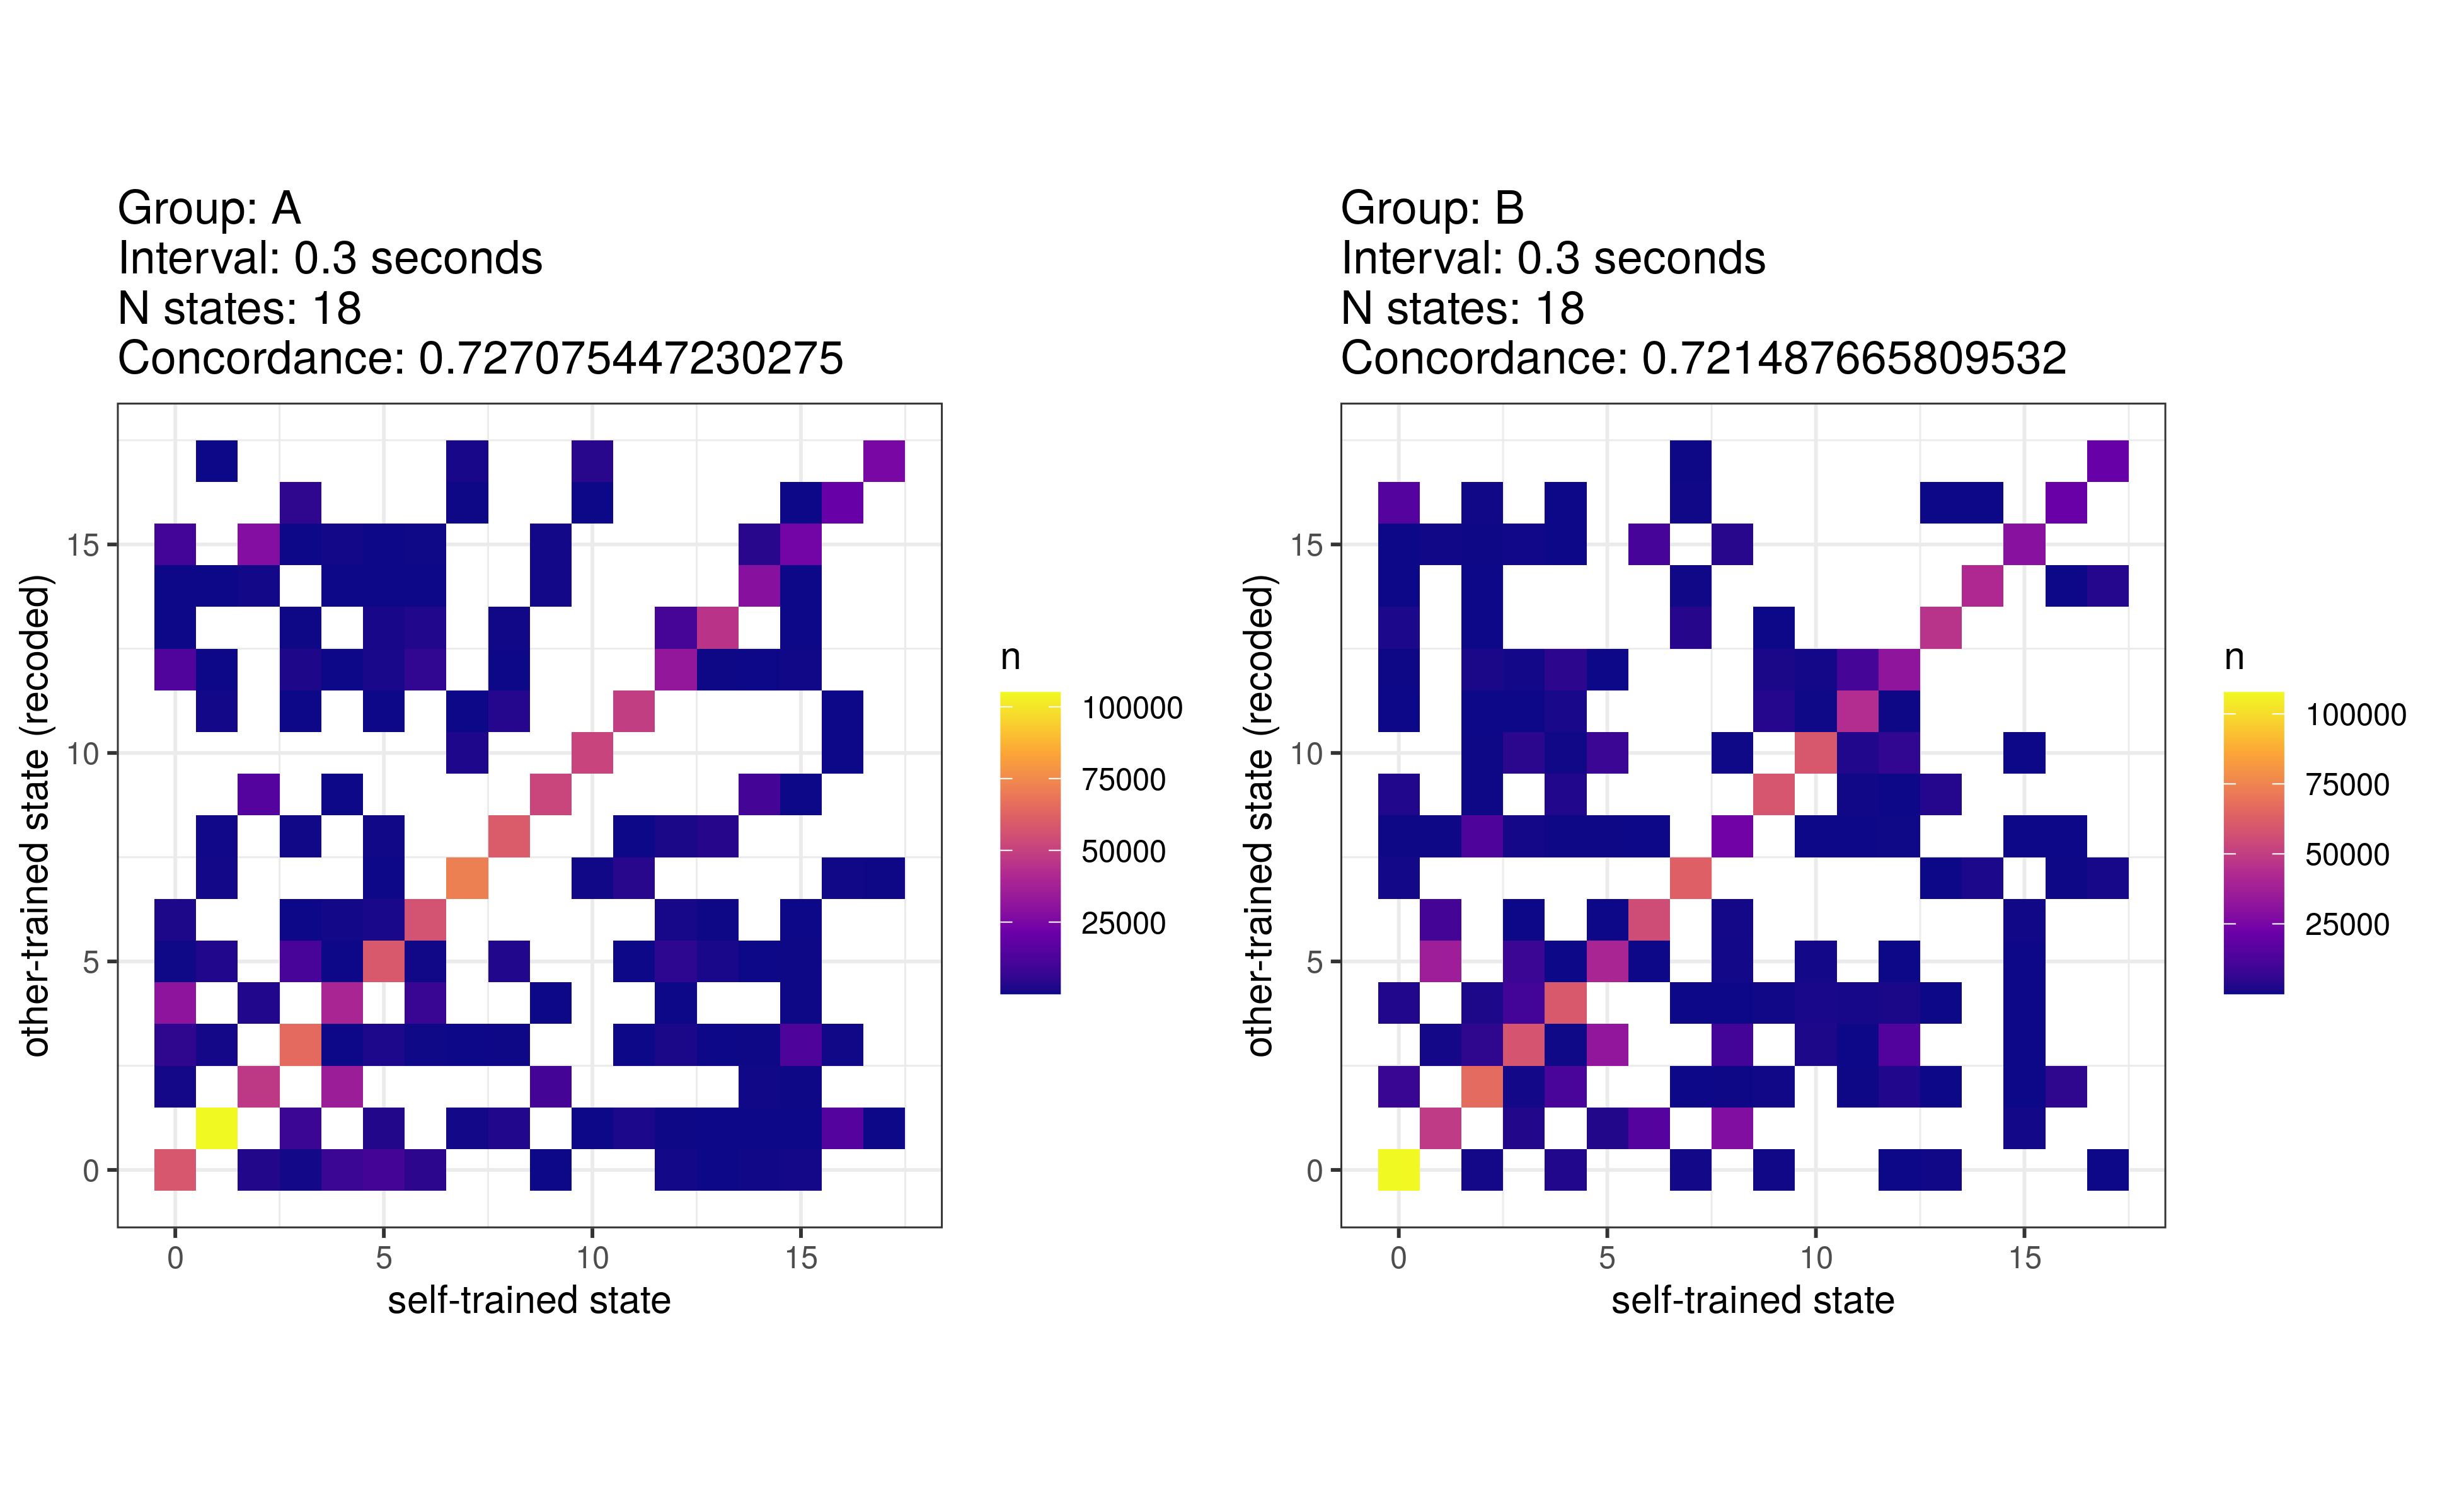 Group: A
Interval: 0.3 seconds
N states: 18
Concordance: 0.727075447230275
other-trained state (recoded)
15
10
5
0
0
5
10
15
self-trained state
n
100000
75000
50000
25000
Group: B
Interval: 0.3 seconds
N states: 18
Concordance: 0.721487665809532
other-trained state (recoded)
15
10
5
0
0
5
10
15
self-trained state
n
100000
75000
50000
25000